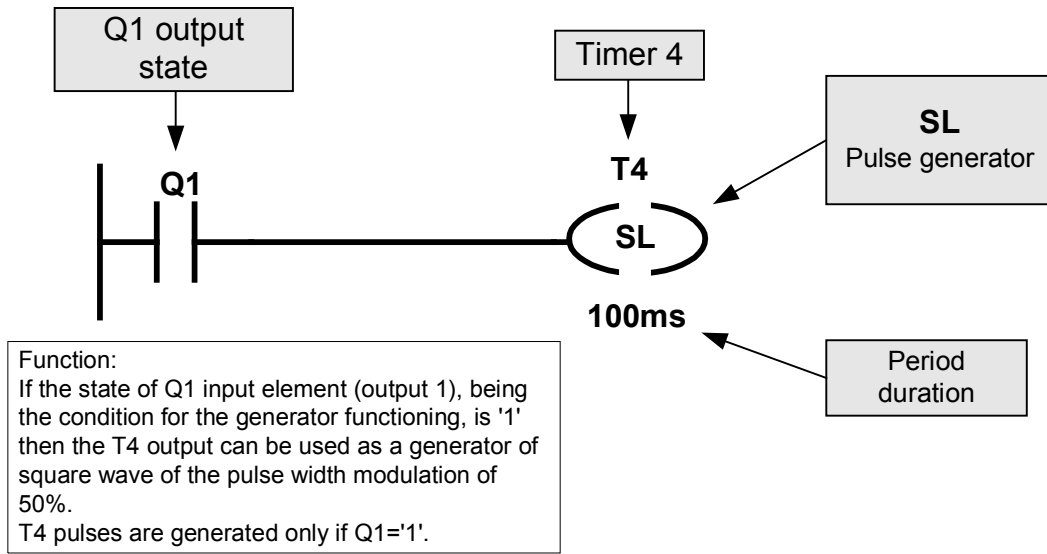 Q1 output
state
Timer 4
SL
Pulse generator
Q1
T4
SL
100ms
Period
duration
Function:
If the state of Q1 input element (output 1), being
the condition for the generator functioning, is '1'
then the T4 output can be used as a generator of
square wave of the pulse width modulation of
50%.
T4 pulses are generated only if Q1='1'.